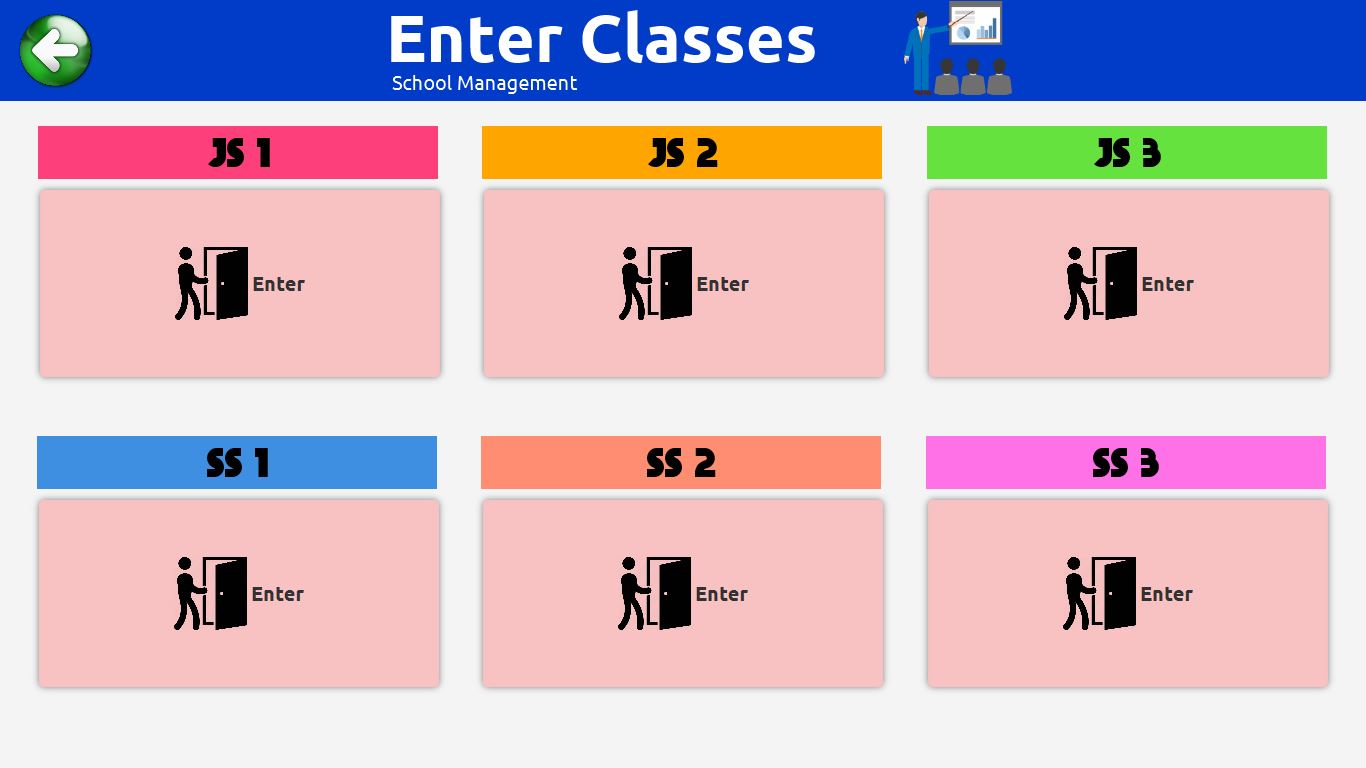 Enter Classes
School Management
JS 1
JS 2
JS 3
Enter
Enter
Enter
SS 1
SS 2
SS 3
Enter
Enter
Enter